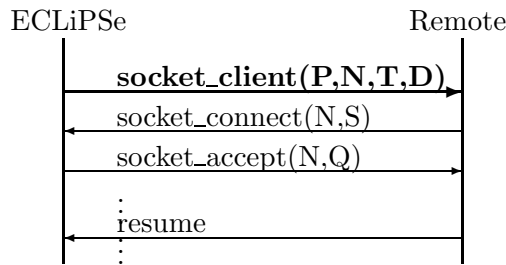 ECLiPSe Remote
socket_client(P,N,T,D)
socket_connect(N,S)
socket_accept(N,Q)
resume